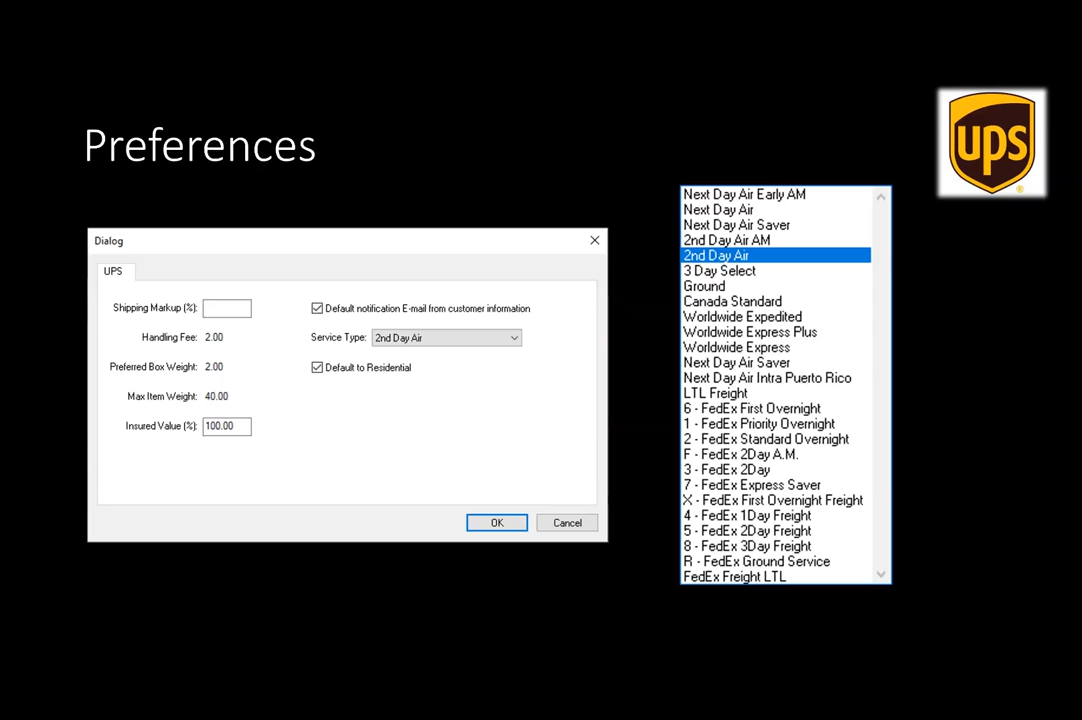 Preferences
ups
Dialog
UPS
Shipping Markup (%):
Default notification E-mail from customer information
Handling Fee: 2.00
Service Type: 2nd Day Air
Preferred Box Weight: 2.00
Default to Residential
Max Item Weight: 40.00
Insured Value (%): 100.00
OK
Cancel
Next Day Air Early AM
Next Day Air
Next Day Air Saver
2nd Day Air AM
2nd Day Air
3 Day Select
Ground
Canada Standard
Worldwide Expedited
Worldwide Express Plus
Worldwide Express
Next Day Air Saver
Next Day Air Intra Puerto Rico
LTL Freight
6 - FedEx First Overnight
1 - FedEx Priority Overnight
2 - FedEx Standard Overnight
F - FedEx 2Day A.M.
3 - FedEx 2Day
7 - FedEx Express Saver
X - FedEx First Overnight Freight
4 - FedEx 1Day Freight
5 - FedEx 2Day Freight
8 - FedEx 3Day Freight
R - FedEx Ground Service
FedEx Freight LTL